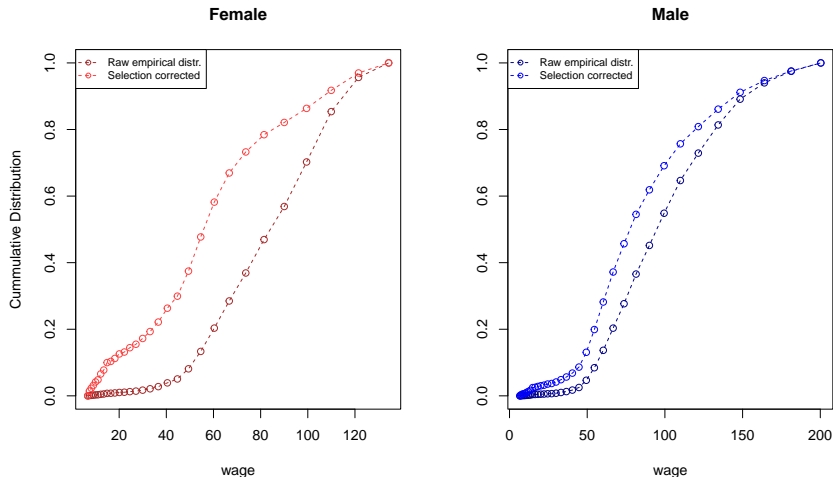 Female
Raw empirical distr.
Selection corrected
Cummulative Distribution
0.0
0.2
0.4
0.6
0.8
1.0
20 40 60 80 100 120
wage
Male
Raw empirical distr.
Selection corrected
0.0
0.2
0.4
0.6
0.8
1.0
0 50 100 150 200
wage